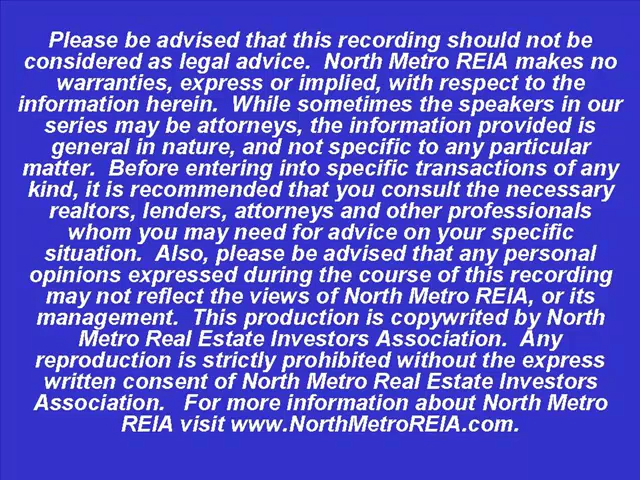 Please be advised that this recording should not be
considered as legal advice.  North Metro REIA makes no
warranties, express or implied, with respect to the
information herein.  While sometimes the speakers in our
series may be attorneys, the information provided is
general in nature, and not specific to any particular
matter.  Before entering into specific transactions of any
kind, it is recommended that you consult the necessary
realtors, lenders, attorneys and other professionals
whom you may need for advice on your specific
situation.  Also, please be advised that any personal
opinions expressed during the course of this recording
may not reflect the views of North Metro REIA, or its
management.  This production is copywrited by North
Metro Real Estate Investors Association.  Any
reproduction is strictly prohibited without the express
written consent of North Metro Real Estate Investors
Association.   For more information about North Metro
REIA visit www.NorthMetroREIA.com.